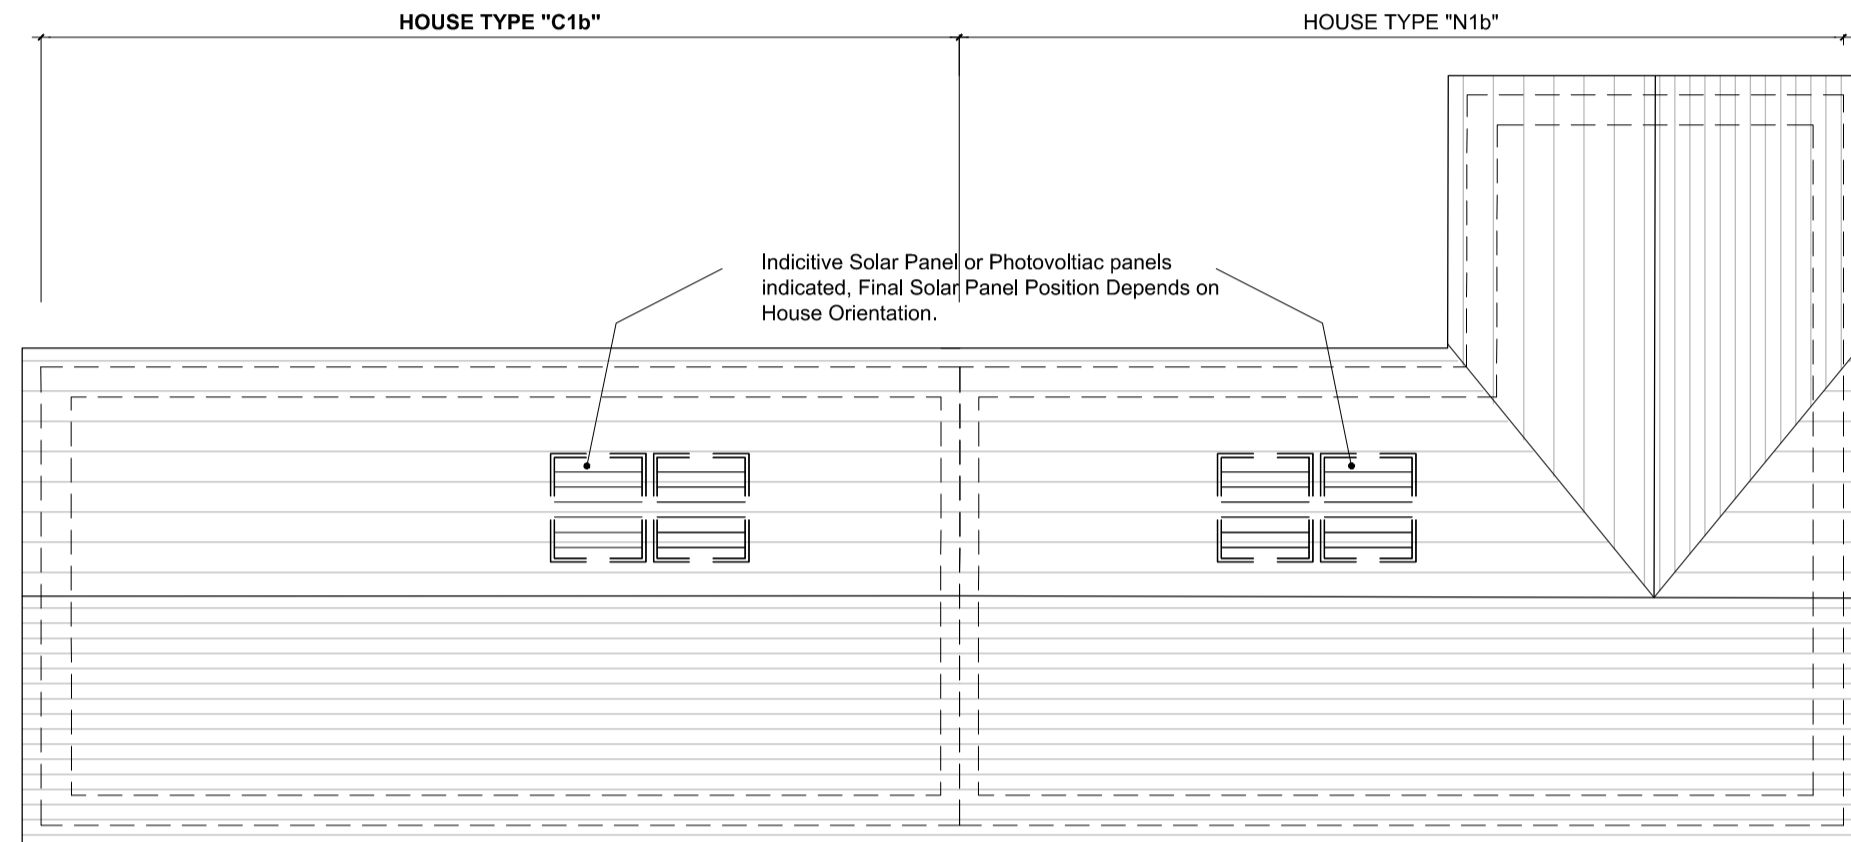 HOUSE TYPE "C1b"
HOUSE TYPE "N1b"
Indicitive Solar Panel or Photovoltiac panels
indicated, Final Solar Panel Position Depends on
House Orientation.